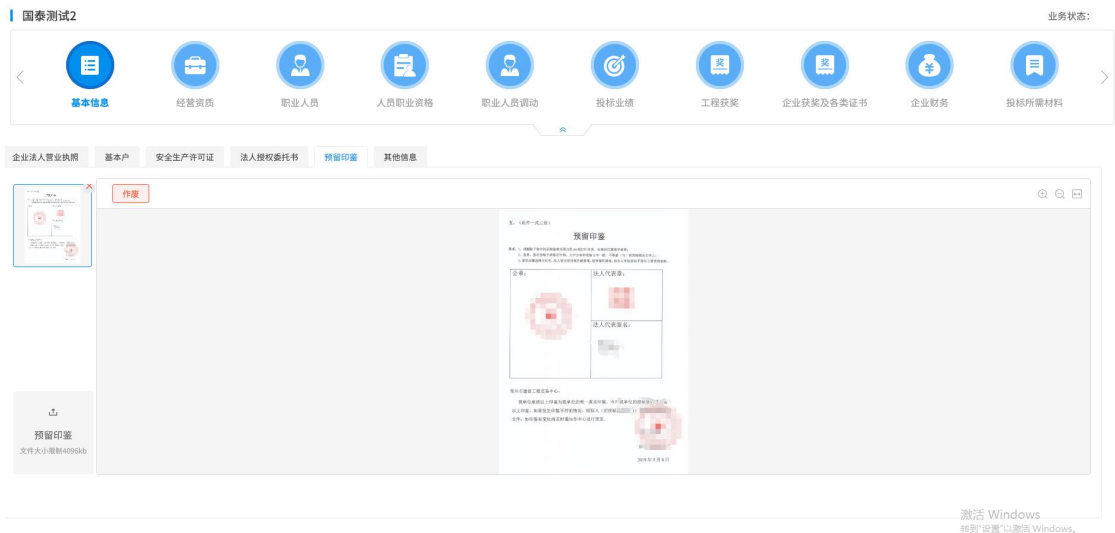 国泰测试2
业务状态:
基本信息
经营资质
职业人员
人员职业资格
职业人员调动
投标业绩
工程获奖
企业获奖及各类证书
企业财务
投标所需材料
企业法人营业执照
基本户
安全生产许可证
法人授权委托书
预留印鉴
其他信息
作废
预留印鉴
公章:
法人代表章:
法人代表签名:
预留印鉴
文件大小限制4096kb
激活 Windows
转到"设置"以激活 Windows。